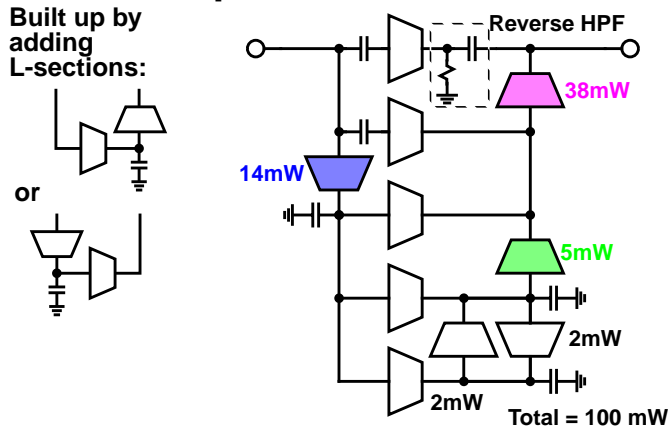 Built up by
adding
L-sections:
or
Reverse HPF
38mW
14mW
5mW
2mW
2mW
Total = 100 mW